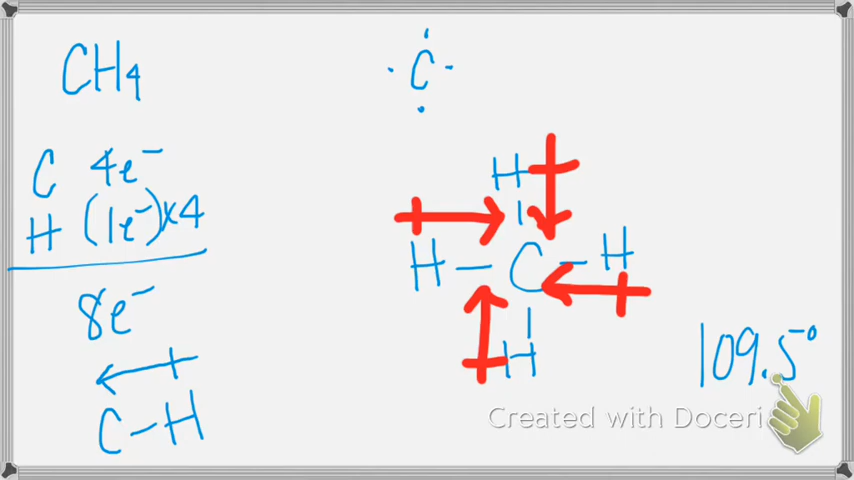 CH4
·C·
C 4e⁻
H (1e⁻)x4
8e⁻
C-H
H
H - C - H
H
109.5°
Created with Doceri